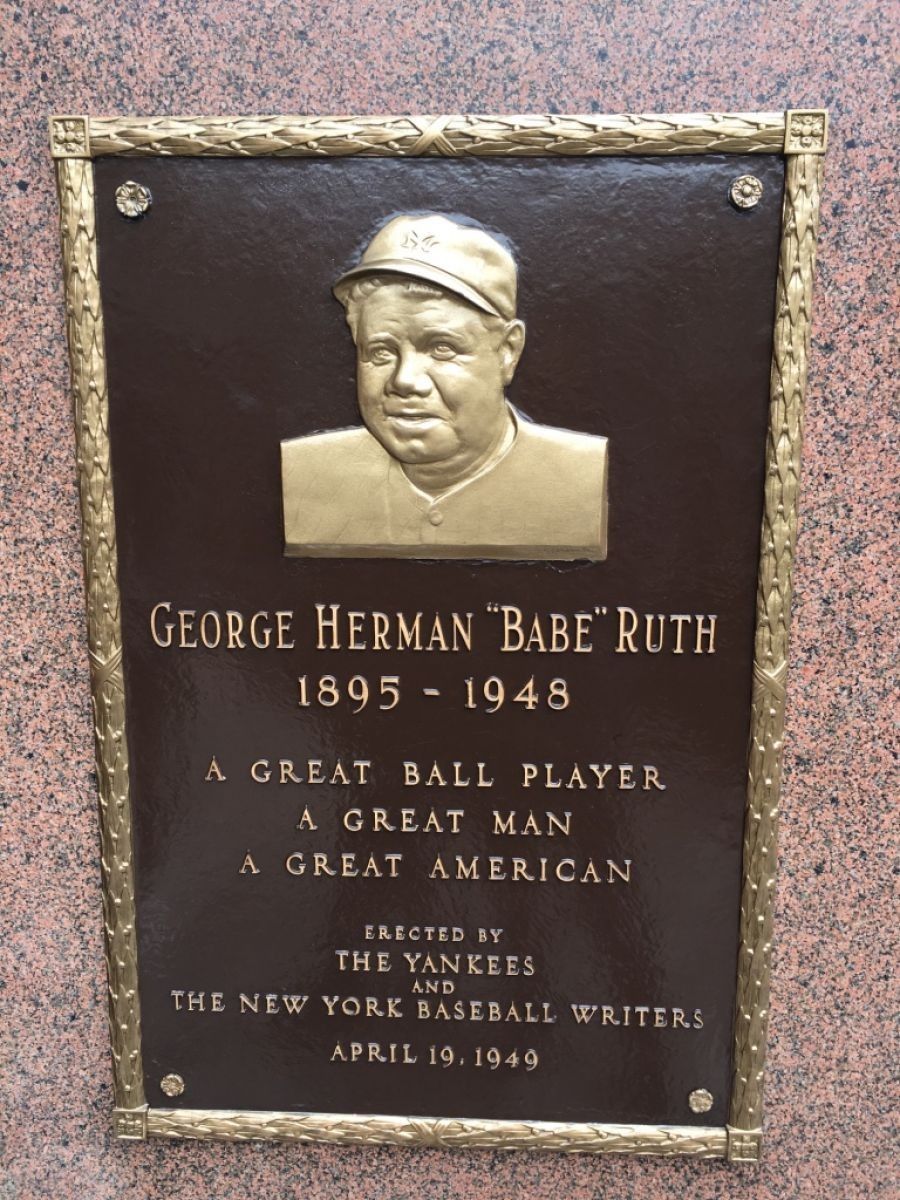 NY
GEORGE HERMAN "BABE" RUTH
1895 - 1948
A GREAT BALL PLAYER
A GREAT MAN
A GREAT AMERICAN
ERECTED BY
THE YANKEES
AND
THE NEW YORK BASEBALL WRITERS
APRIL 19, 1949